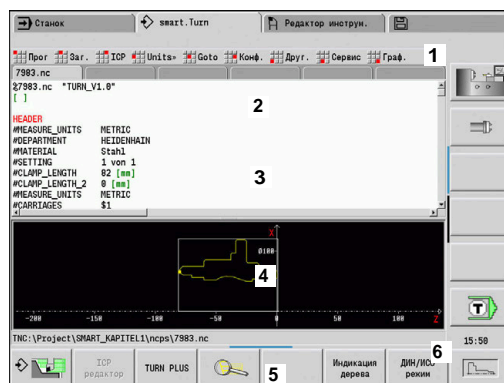 Станок smart.Turn Редактор инструм.
Прог Заг. ICP Units» Goto Конф. Друг. Сервис Граф. 1
7983.nc
%7983.nc "TURN_V1.0"
[ ] 2
HEADER
#MEASURE_UNITS METRIC
#DEPARTMENT HEIDENHAIN
#MATERIAL Stahl
#SETTING 1 von 1
#CLAMP_LENGTH 82 [mm] 3
#CLAMP_LENGTH_2 0 [mm]
#MEASURE_UNITS METRIC
#CARRIAGES $1
X
Ø100
4
-200 -150 -100 -50 0 50 100 Z
T
TNC:\Project\SMART_KAPITEL1\ncps\7983.nc 15:50
ICP редактор TURN PLUS 5 Индикация дерева ДИН/ИСО режим 6